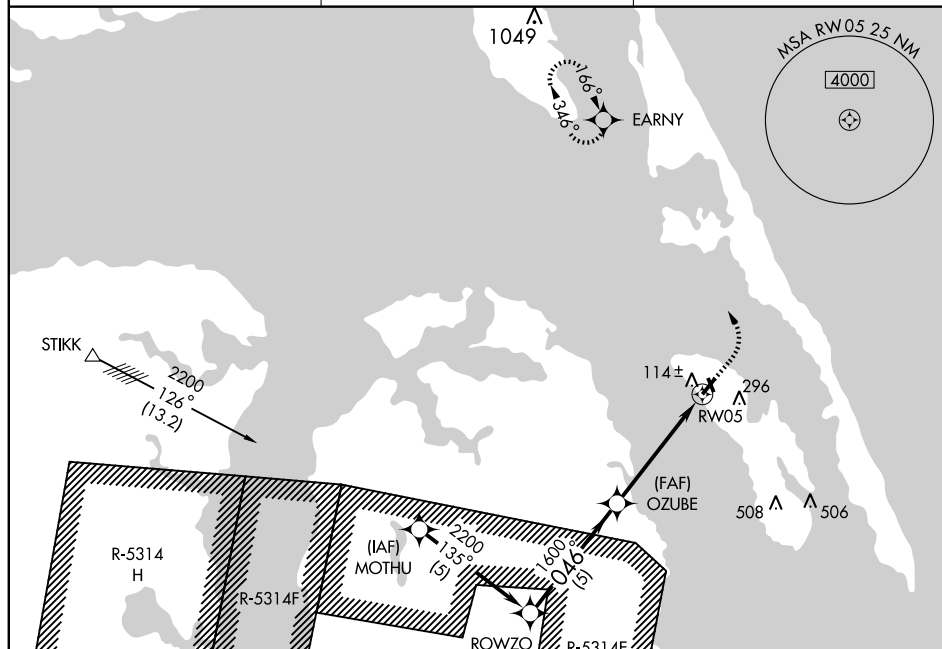 1049
MSA RW05 25 NM
4000
166°
346°
EARNY
STIKK
2200
126°
(13.2)
114±
296
RW05
(FAF)
OZUBE
508
506
(IAF)
MOTHU
2200
135°
(5)
1600
046°
(5)
R-5314
H
R-5314F
ROWZO